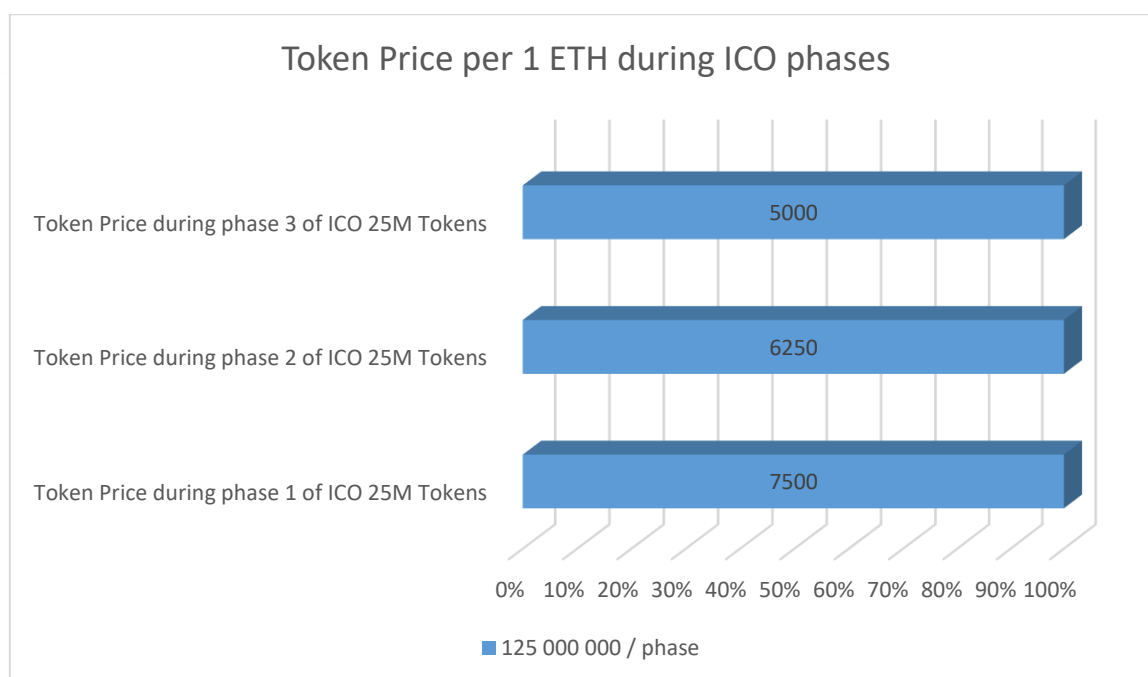 Token Price per 1 ETH during ICO phases
Token Price during phase 3 of ICO 25M Tokens
5000
Token Price during phase 2 of ICO 25M Tokens
6250
Token Price during phase 1 of ICO 25M Tokens
7500
0% 10% 20% 30% 40% 50% 60% 70% 80% 90% 100%
125 000 000 / phase